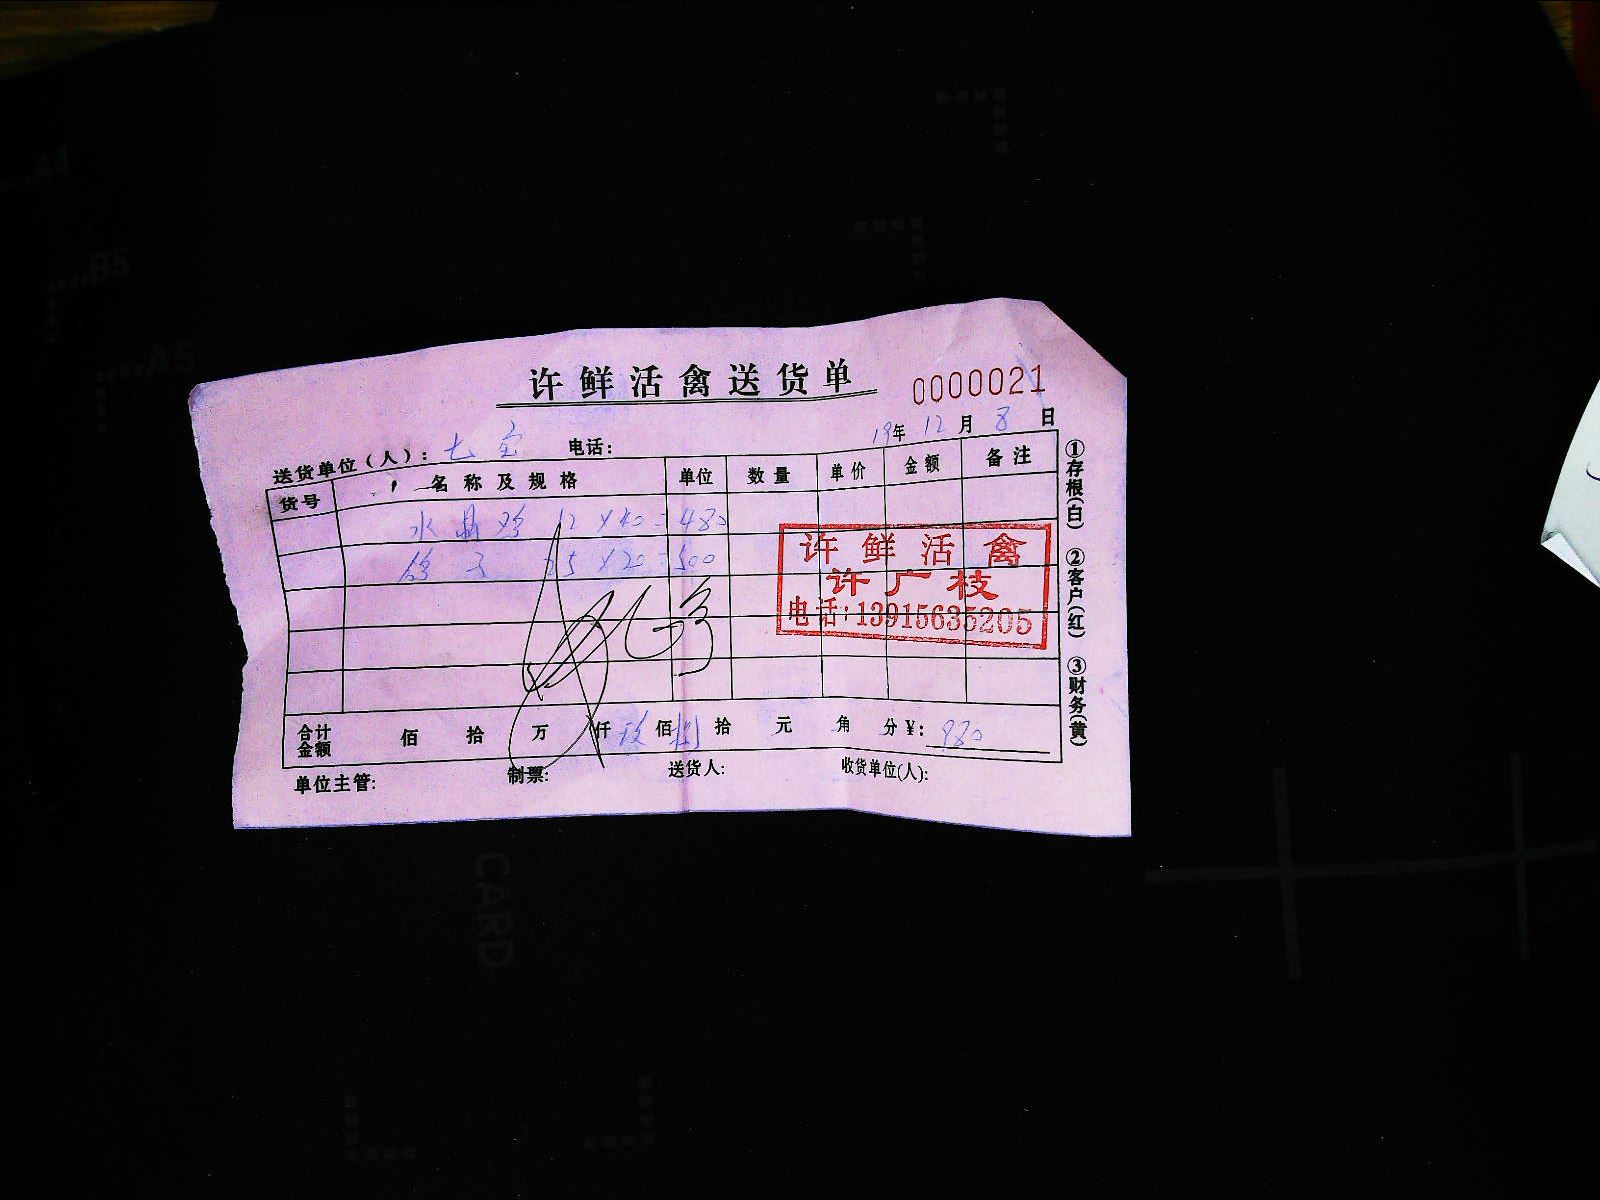 A4
B5
A5
许鲜活禽送货单 0000021
19年 12月 8日
送货单位(人): 七宝 电话:
货号 名称及规格 单位 数量 单价 金额 备注
水晶鸡 12×40=480
鸽子 25×20=500
许鲜活禽
许广枝
电话:13915635205
合计金额 佰 拾 万 仟 玖佰 捌拾 元 角 分 ¥: 980
单位主管: 制票: 送货人: 收货单位(人):
①存根(白) ②客户(红) ③财务(黄)
CARD